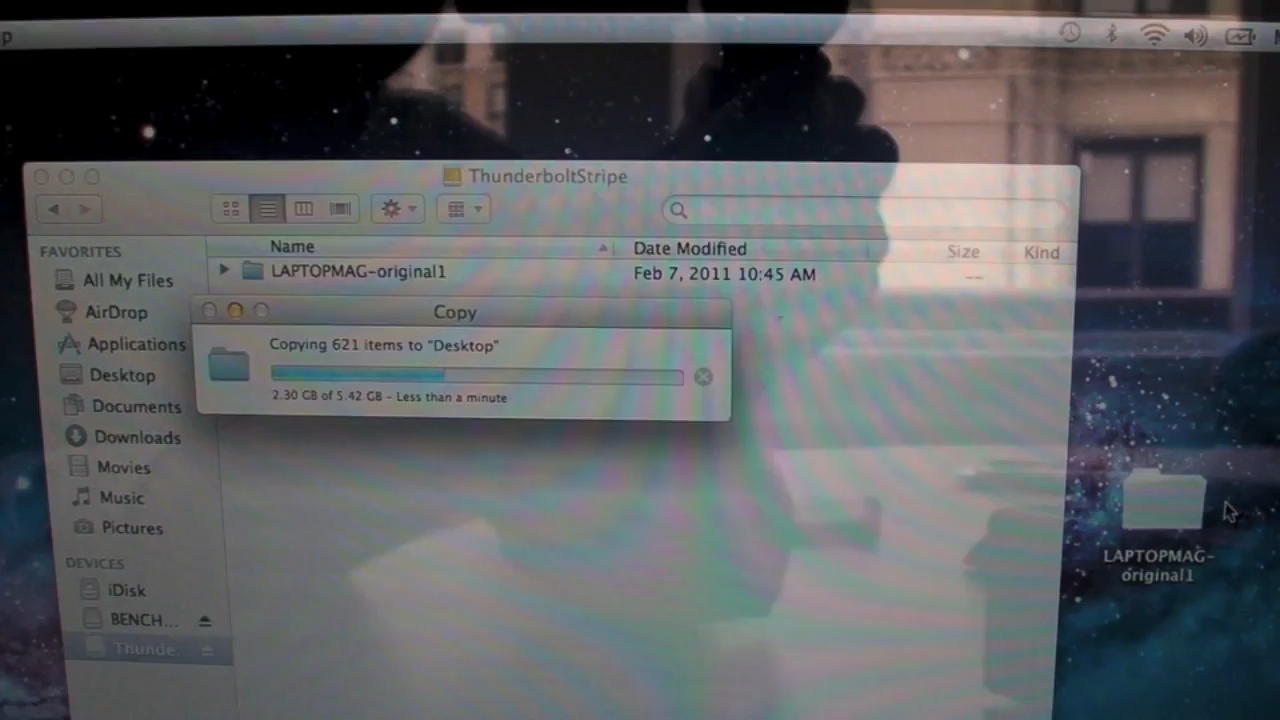 p
ThunderboltStripe
Name Date Modified Size Kind
LAPTOPMAG-original1 Feb 7, 2011 10:45 AM --
FAVORITES
All My Files
AirDrop
Applications
Desktop
Documents
Downloads
Movies
Music
Pictures
DEVICES
iDisk
BENCH...
Thunde.
Copy
Copying 621 items to "Desktop"
2.30 GB of 5.42 GB - Less than a minute
LAPTOPMAG-
original1